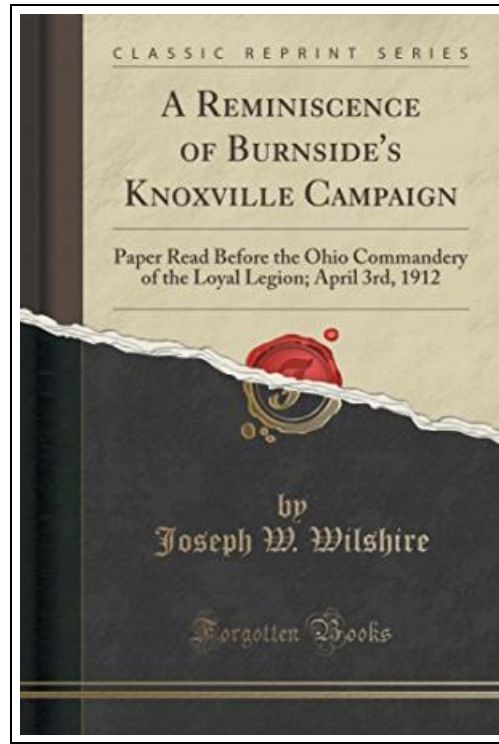 CLASSIC REPRINT SERIES
A REMINISCENCE
OF BURNSIDE'S
KNOXVILLE CAMPAIGN
Paper Read Before the Ohio Commandery
of the Loyal Legion; April 3rd, 1912
by
Joseph W. Wilshire
Forgotten Books